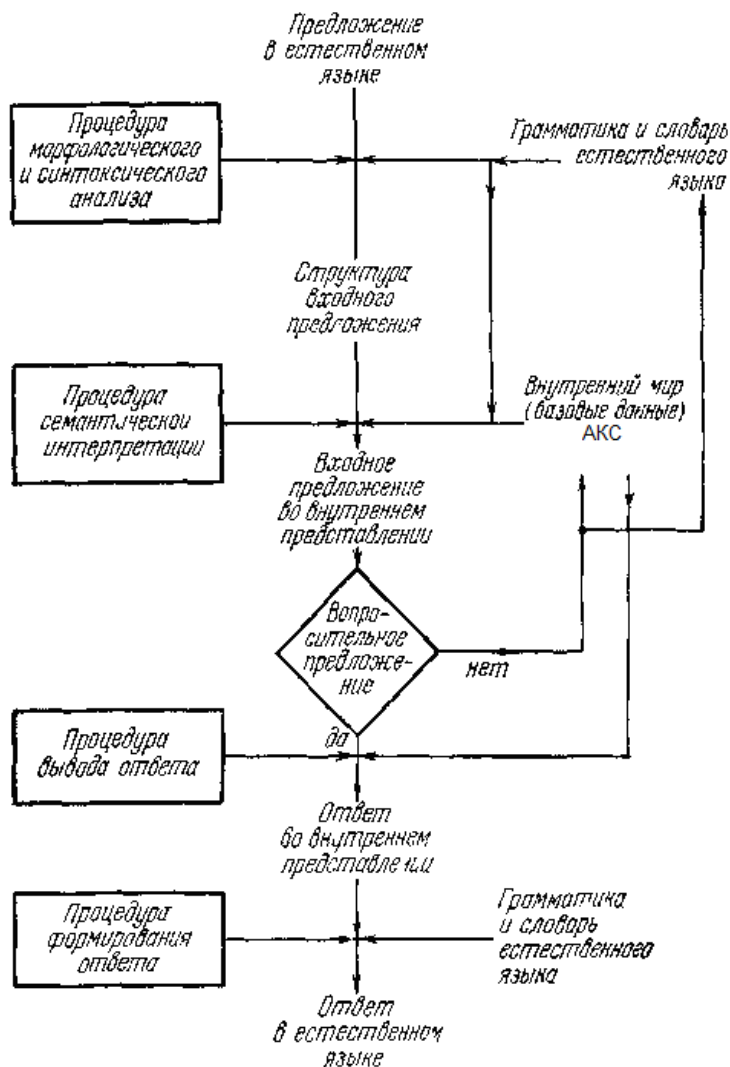 Предложение
в естественном
языке
Процедура
морфологического
и синтоксического
анализа
Грамматика и словарь
естественного
языка
Структура
входного
предложения
Процедура
семантической
интерпретации
Внутренний мир
(базовые данные)
АКС
Входное
предложение
во внутреннем
представлении
Вопро-
сительное
предложе-
ние
нет
да
Процедура
вывода ответа
Ответ
во внутреннем
представлении
Процедура
формирования
ответа
Грамматика
и словарь
естественного
языка
Ответ
в естественном
языке